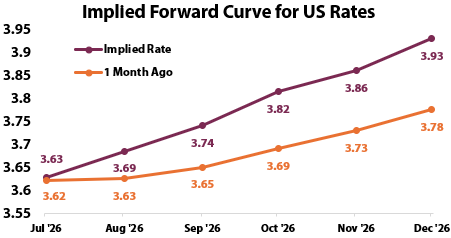 Implied Forward Curve for US Rates
3.95
3.9
3.85
3.8
3.75
3.7
3.65
3.6
3.55
Implied Rate
1 Month Ago
3.63
3.69
3.74
3.82
3.86
3.93
3.62
3.63
3.65
3.69
3.73
3.78
Jul '26
Aug '26
Sep '26
Oct '26
Nov '26
Dec '26